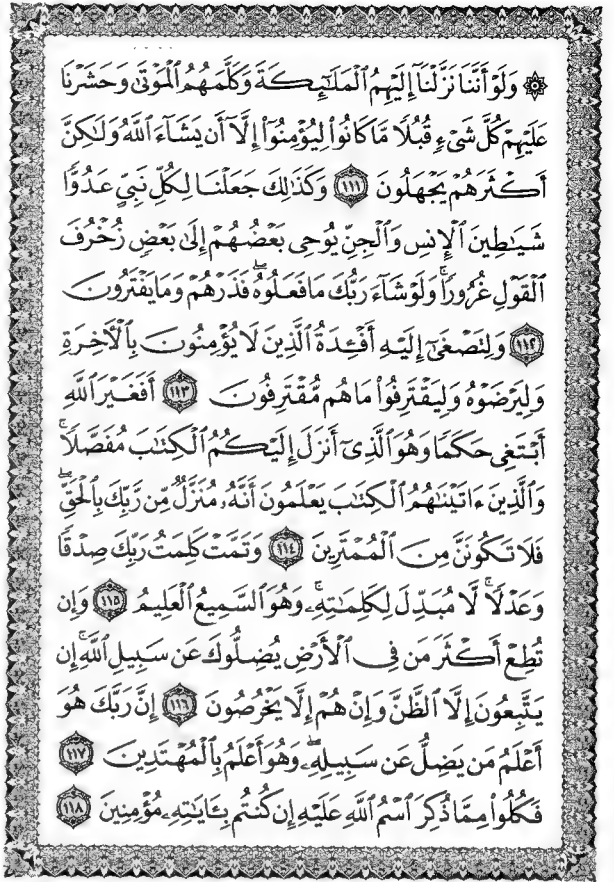 ۞ وَلَوْ أَنَّنَا نَزَّلْنَآ إِلَيْهِمُ ٱلْمَلَـٰٓئِكَةَ وَكَلَّمَهُمُ ٱلْمَوْتَىٰ وَحَشَرْنَا
عَلَيْهِمْ كُلَّ شَىْءٍ قُبُلًا مَّا كَانُوا۟ لِيُؤْمِنُوٓا۟ إِلَّآ أَن يَشَآءَ ٱللَّهُ وَلَـٰكِنَّ
أَكْثَرَهُمْ يَجْهَلُونَ ١١١ وَكَذَٰلِكَ جَعَلْنَا لِكُلِّ نَبِىٍّ عَدُوًّا
شَيَـٰطِينَ ٱلْإِنسِ وَٱلْجِنِّ يُوحِى بَعْضُهُمْ إِلَىٰ بَعْضٍ زُخْرُفَ
ٱلْقَوْلِ غُرُورًا ۚ وَلَوْ شَآءَ رَبُّكَ مَا فَعَلُوهُ ۖ فَذَرْهُمْ وَمَا يَفْتَرُونَ
١١٢ وَلِتَصْغَىٰٓ إِلَيْهِ أَفْـِٔدَةُ ٱلَّذِينَ لَا يُؤْمِنُونَ بِٱلْـَٔاخِرَةِ
وَلِيَرْضَوْهُ وَلِيَقْتَرِفُوا۟ مَا هُم مُّقْتَرِفُونَ ١١٣ أَفَغَيْرَ ٱللَّهِ
أَبْتَغِى حَكَمًا وَهُوَ ٱلَّذِىٓ أَنزَلَ إِلَيْكُمُ ٱلْكِتَـٰبَ مُفَصَّلًا ۚ
وَٱلَّذِينَ ءَاتَيْنَـٰهُمُ ٱلْكِتَـٰبَ يَعْلَمُونَ أَنَّهُۥ مُنَزَّلٌ مِّن رَّبِّكَ بِٱلْحَقِّ ۖ
فَلَا تَكُونَنَّ مِنَ ٱلْمُمْتَرِينَ ١١٤ وَتَمَّتْ كَلِمَتُ رَبِّكَ صِدْقًا
وَعَدْلًا ۚ لَّا مُبَدِّلَ لِكَلِمَـٰتِهِۦ ۚ وَهُوَ ٱلسَّمِيعُ ٱلْعَلِيمُ ١١٥ وَإِن
تُطِعْ أَكْثَرَ مَن فِى ٱلْأَرْضِ يُضِلُّوكَ عَن سَبِيلِ ٱللَّهِ ۚ إِن
يَتَّبِعُونَ إِلَّا ٱلظَّنَّ وَإِنْ هُمْ إِلَّا يَخْرُصُونَ ١١٦ إِنَّ رَبَّكَ هُوَ
أَعْلَمُ مَن يَضِلُّ عَن سَبِيلِهِۦ ۖ وَهُوَ أَعْلَمُ بِٱلْمُهْتَدِينَ ١١٧
فَكُلُوا۟ مِمَّا ذُكِرَ ٱسْمُ ٱللَّهِ عَلَيْهِ إِن كُنتُم بِـَٔايَـٰتِهِۦ مُؤْمِنِينَ ١١٨